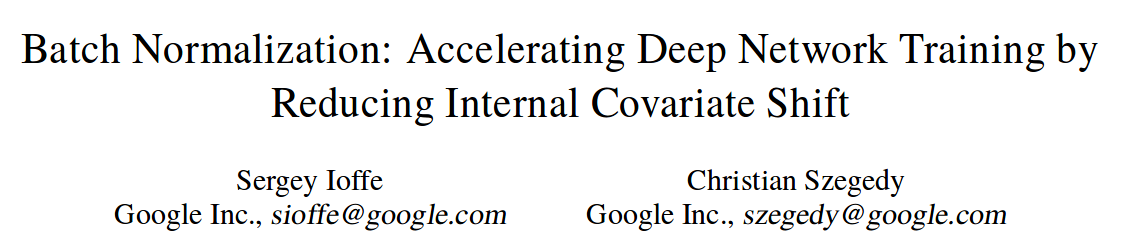 Batch Normalization: Accelerating Deep Network Training by
Reducing Internal Covariate Shift
Sergey Ioffe
Google Inc., sioffe@google.com
Christian Szegedy
Google Inc., szegedy@google.com